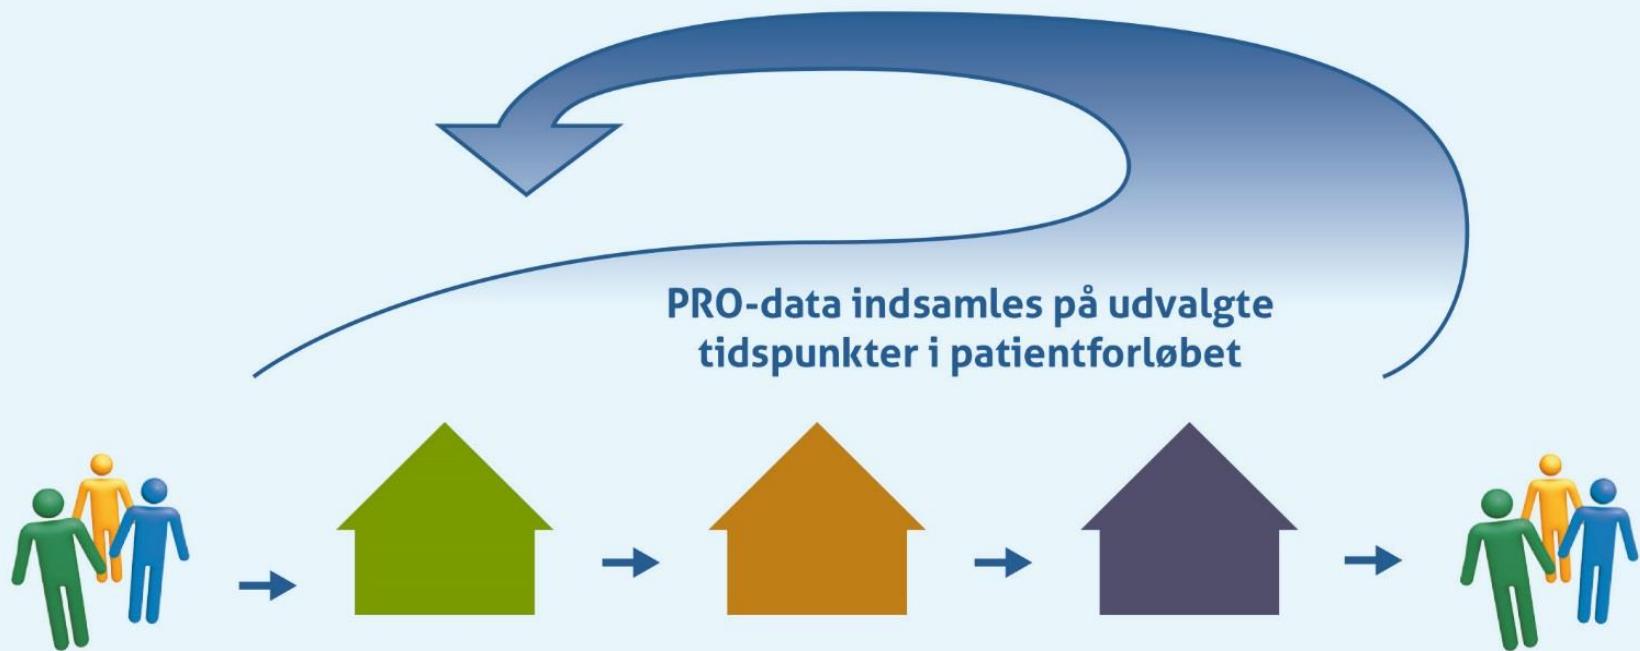 PRO-data indsamles på udvalgte
tidspunkter i patientforløbet